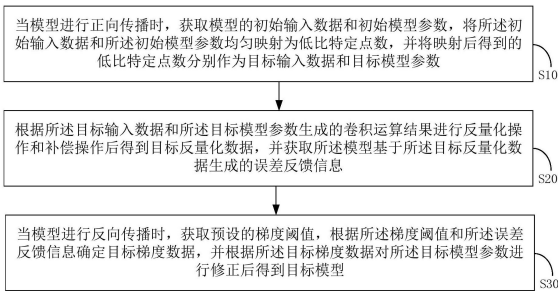 当模型进行正向传播时，获取模型的初始输入数据和初始模型参数，将所述
初始输入数据和所述初始模型参数均匀映射为低比特定点数，并将映射后得到的
低比特定点数分别作为目标输入数据和目标模型参数
S10
根据所述目标输入数据和所述目标模型参数生成的卷积运算结果进行反量化操
作和补偿操作后得到目标反量化数据，并获取所述模型基于所述目标反量化数
据生成的误差反馈信息
S20
当模型进行反向传播时，获取预设的梯度阈值，根据所述梯度阈值和所述误差
反馈信息确定目标梯度数据，并根据所述目标梯度数据对所述目标模型参数进
行修正后得到目标模型
S30